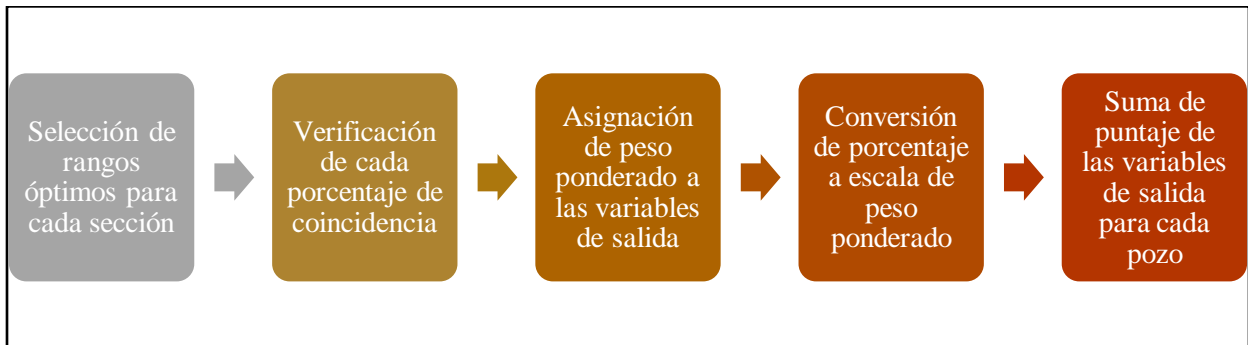 Selección de
rangos
óptimos para
cada sección
Verificación
de cada
porcentaje de
coincidencia
Asignación
de peso
ponderado a
las variables
de salida
Conversión
de porcentaje
a escala de
peso
ponderado
Suma de
puntaje de
las variables
de salida
para cada
pozo